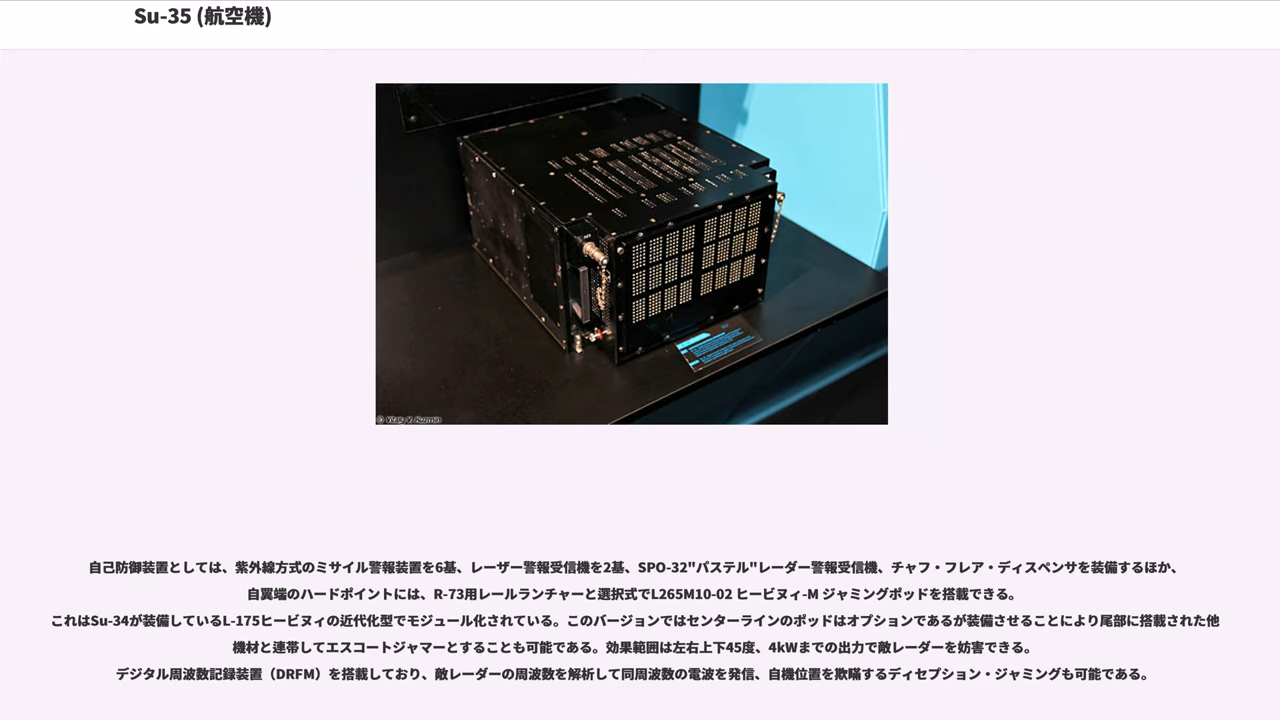 Su-35 (航空機)
© Vitaly V. Kuzmin
自己防御装置としては、紫外線方式のミサイル警報装置を6基、レーザー警報受信機を2基、SPO-32"パステル"レーダー警報受信機、チャフ・フレア・ディスペンサを装備するほか、
自翼端のハードポイントには、R-73用レールランチャーと選択式でL265M10-02 ヒービヌィ-M ジャミングポッドを搭載できる。
これはSu-34が装備しているL-175ヒービヌィの近代化型でモジュール化されている。このバージョンではセンターラインのポッドはオプションであるが装備させることにより尾部に搭載された他
機材と連帯してエスコートジャマーとすることも可能である。効果範囲は左右上下45度、4kWまでの出力で敵レーダーを妨害できる。
デジタル周波数記録装置（DRFM）を搭載しており、敵レーダーの周波数を解析して同周波数の電波を発信、自機位置を欺瞞するディセプション・ジャミングも可能である。